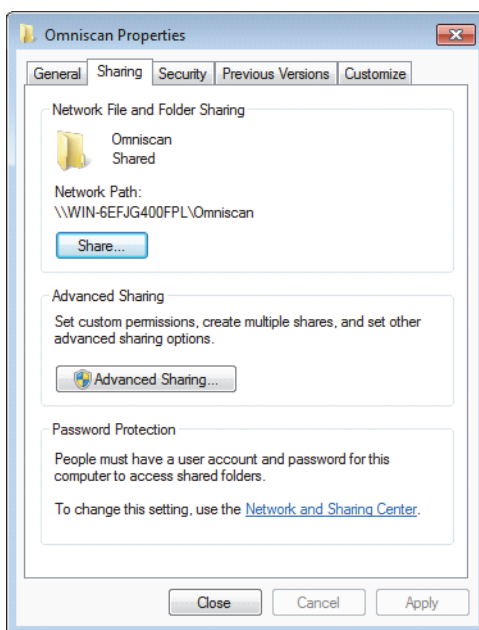 Omniscan Properties
General Sharing Security Previous Versions Customize
Network File and Folder Sharing
Omniscan
Shared
Network Path:
\\WIN-6EFJG400FPL\Omniscan
Share...
Advanced Sharing
Set custom permissions, create multiple shares, and set other
advanced sharing options.
Advanced Sharing...
Password Protection
People must have a user account and password for this
computer to access shared folders.
To change this setting, use the Network and Sharing Center.
Close Cancel Apply